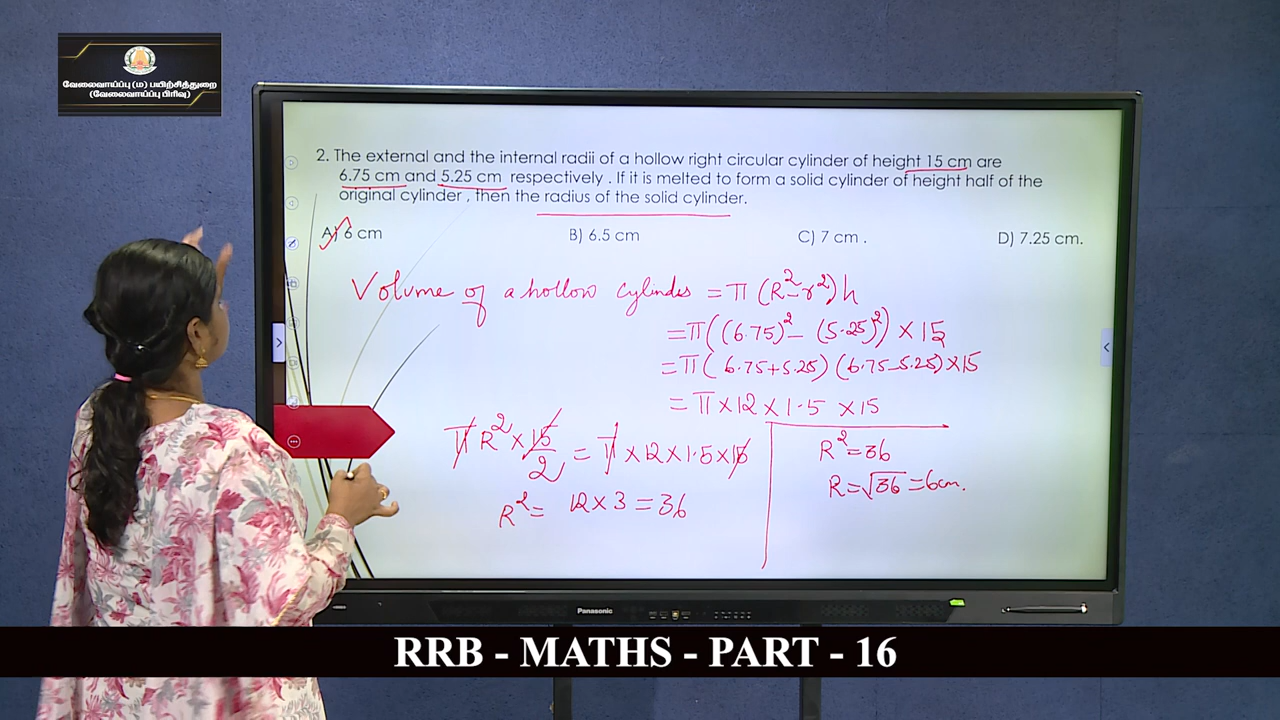 வேலைவாய்ப்பு (ம) பயிற்சித்துறை
(வேலைவாய்ப்பு பிரிவு)
2. The external and the internal radii of a hollow right circular cylinder of height 15 cm are
6.75 cm and 5.25 cm respectively . If it is melted to form a solid cylinder of height half of the
original cylinder , then the radius of the solid cylinder.
A) 6 cm B) 6.5 cm C) 7 cm . D) 7.25 cm.
Volume of a hollow cylinder = π (R²-r²) h
= π((6.75)² - (5.25)²) × 15
= π( 6.75+5.25) (6.75-5.25) × 15
= π × 12 × 1.5 × 15
π R² × 15/2 = π × 12 × 1.5 × 15
R² = 12 × 3 = 36
R² = 36
R = √36 = 6cm.
Panasonic
RRB - MATHS - PART - 16